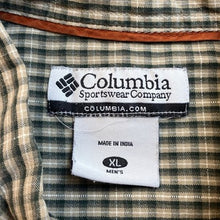 Columbia
Sportswear Company
COLUMBIA.COM
MADE IN INDIA
XL
MEN'S